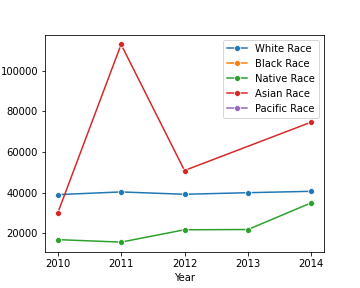 White Race
Black Race
Native Race
Asian Race
Pacific Race
100000
80000
60000
40000
20000
2010 2011 2012 2013 2014
Year